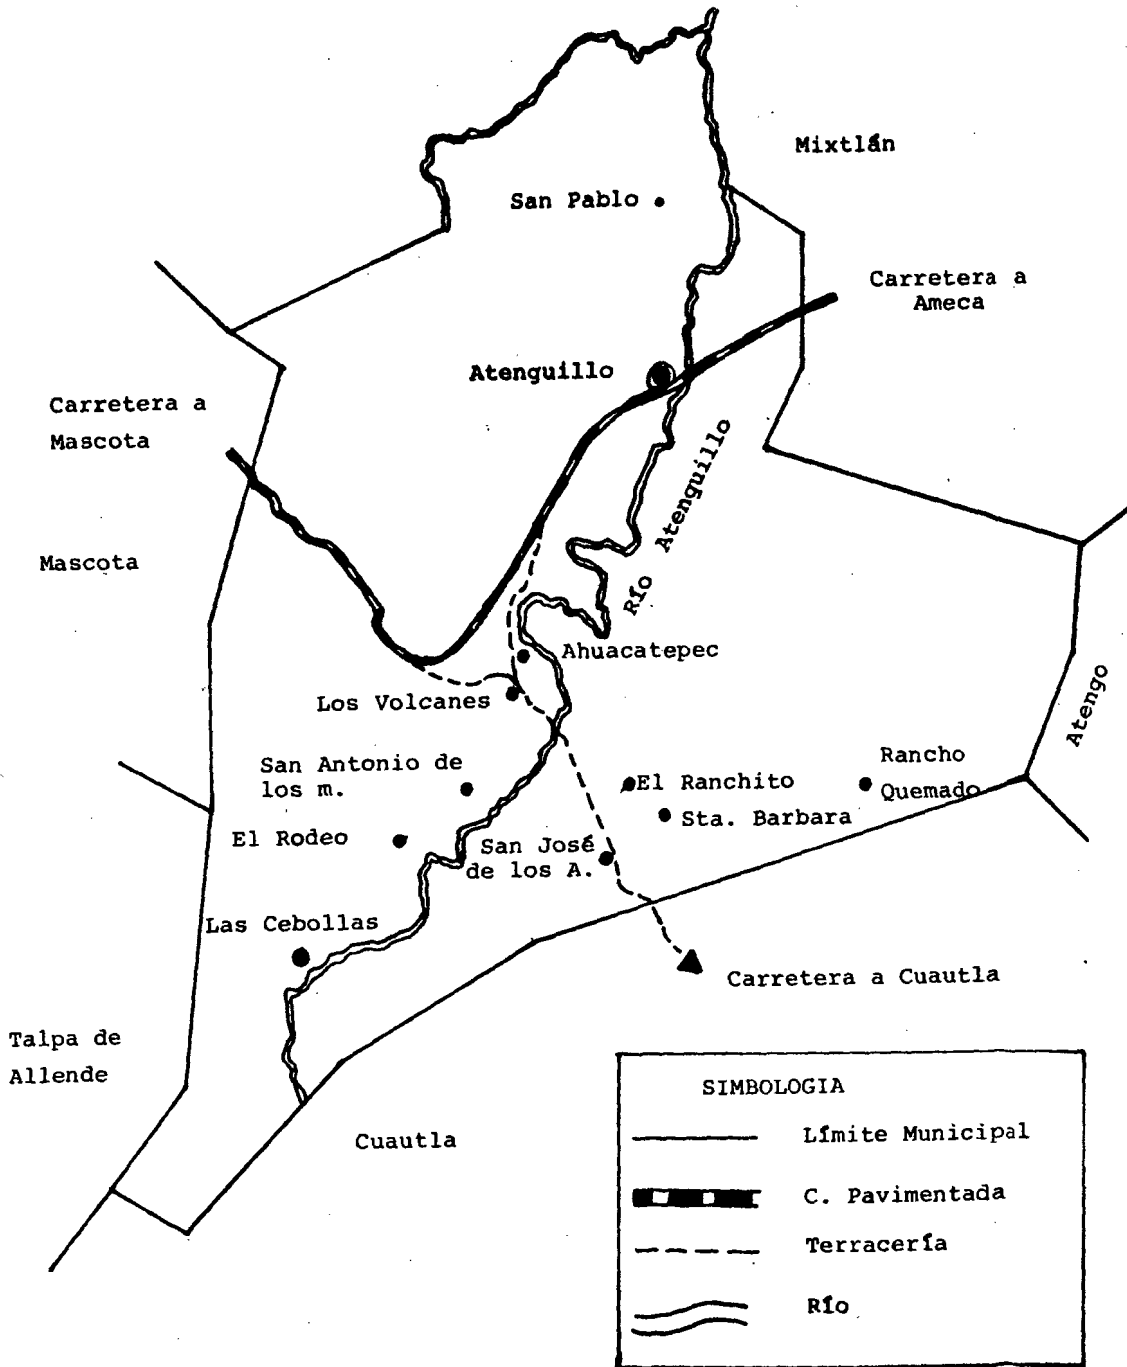 Mixtlán
San Pablo
Carretera a
Ameca
Atenguillo
Carretera a
Mascota
Río Atenguillo
Mascota
Ahuacatepec
Los Volcanes
Atengo
San Antonio de
los m.
El Ranchito
Rancho
Quemado
Sta. Barbara
El Rodeo
San José
de los A.
Las Cebollas
Carretera a Cuautla
Talpa de
Allende
Cuautla
SIMBOLOGIA
Límite Municipal
C. Pavimentada
Terracería
Río